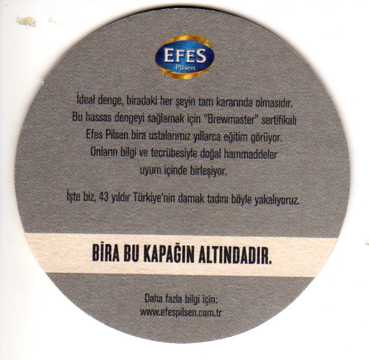 EFES
Pilsen
İdeal denge, biradaki her şeyin tam kararında olmasıdır.
Bu hassas dengeyi sağlamak için "Brewmaster" sertifikalı
Efes Pilsen bira ustalarımız yıllarca eğitim görüyor.
Onların bilgi ve tecrübesiyle doğal hammaddeler
uyum içinde birleşiyor.
İşte biz, 43 yıldır Türkiye'nin damak tadını böyle yakalıyoruz.
BİRA BU KAPAĞIN ALTINDADIR.
Daha fazla bilgi için:
www.efespilsen.com.tr